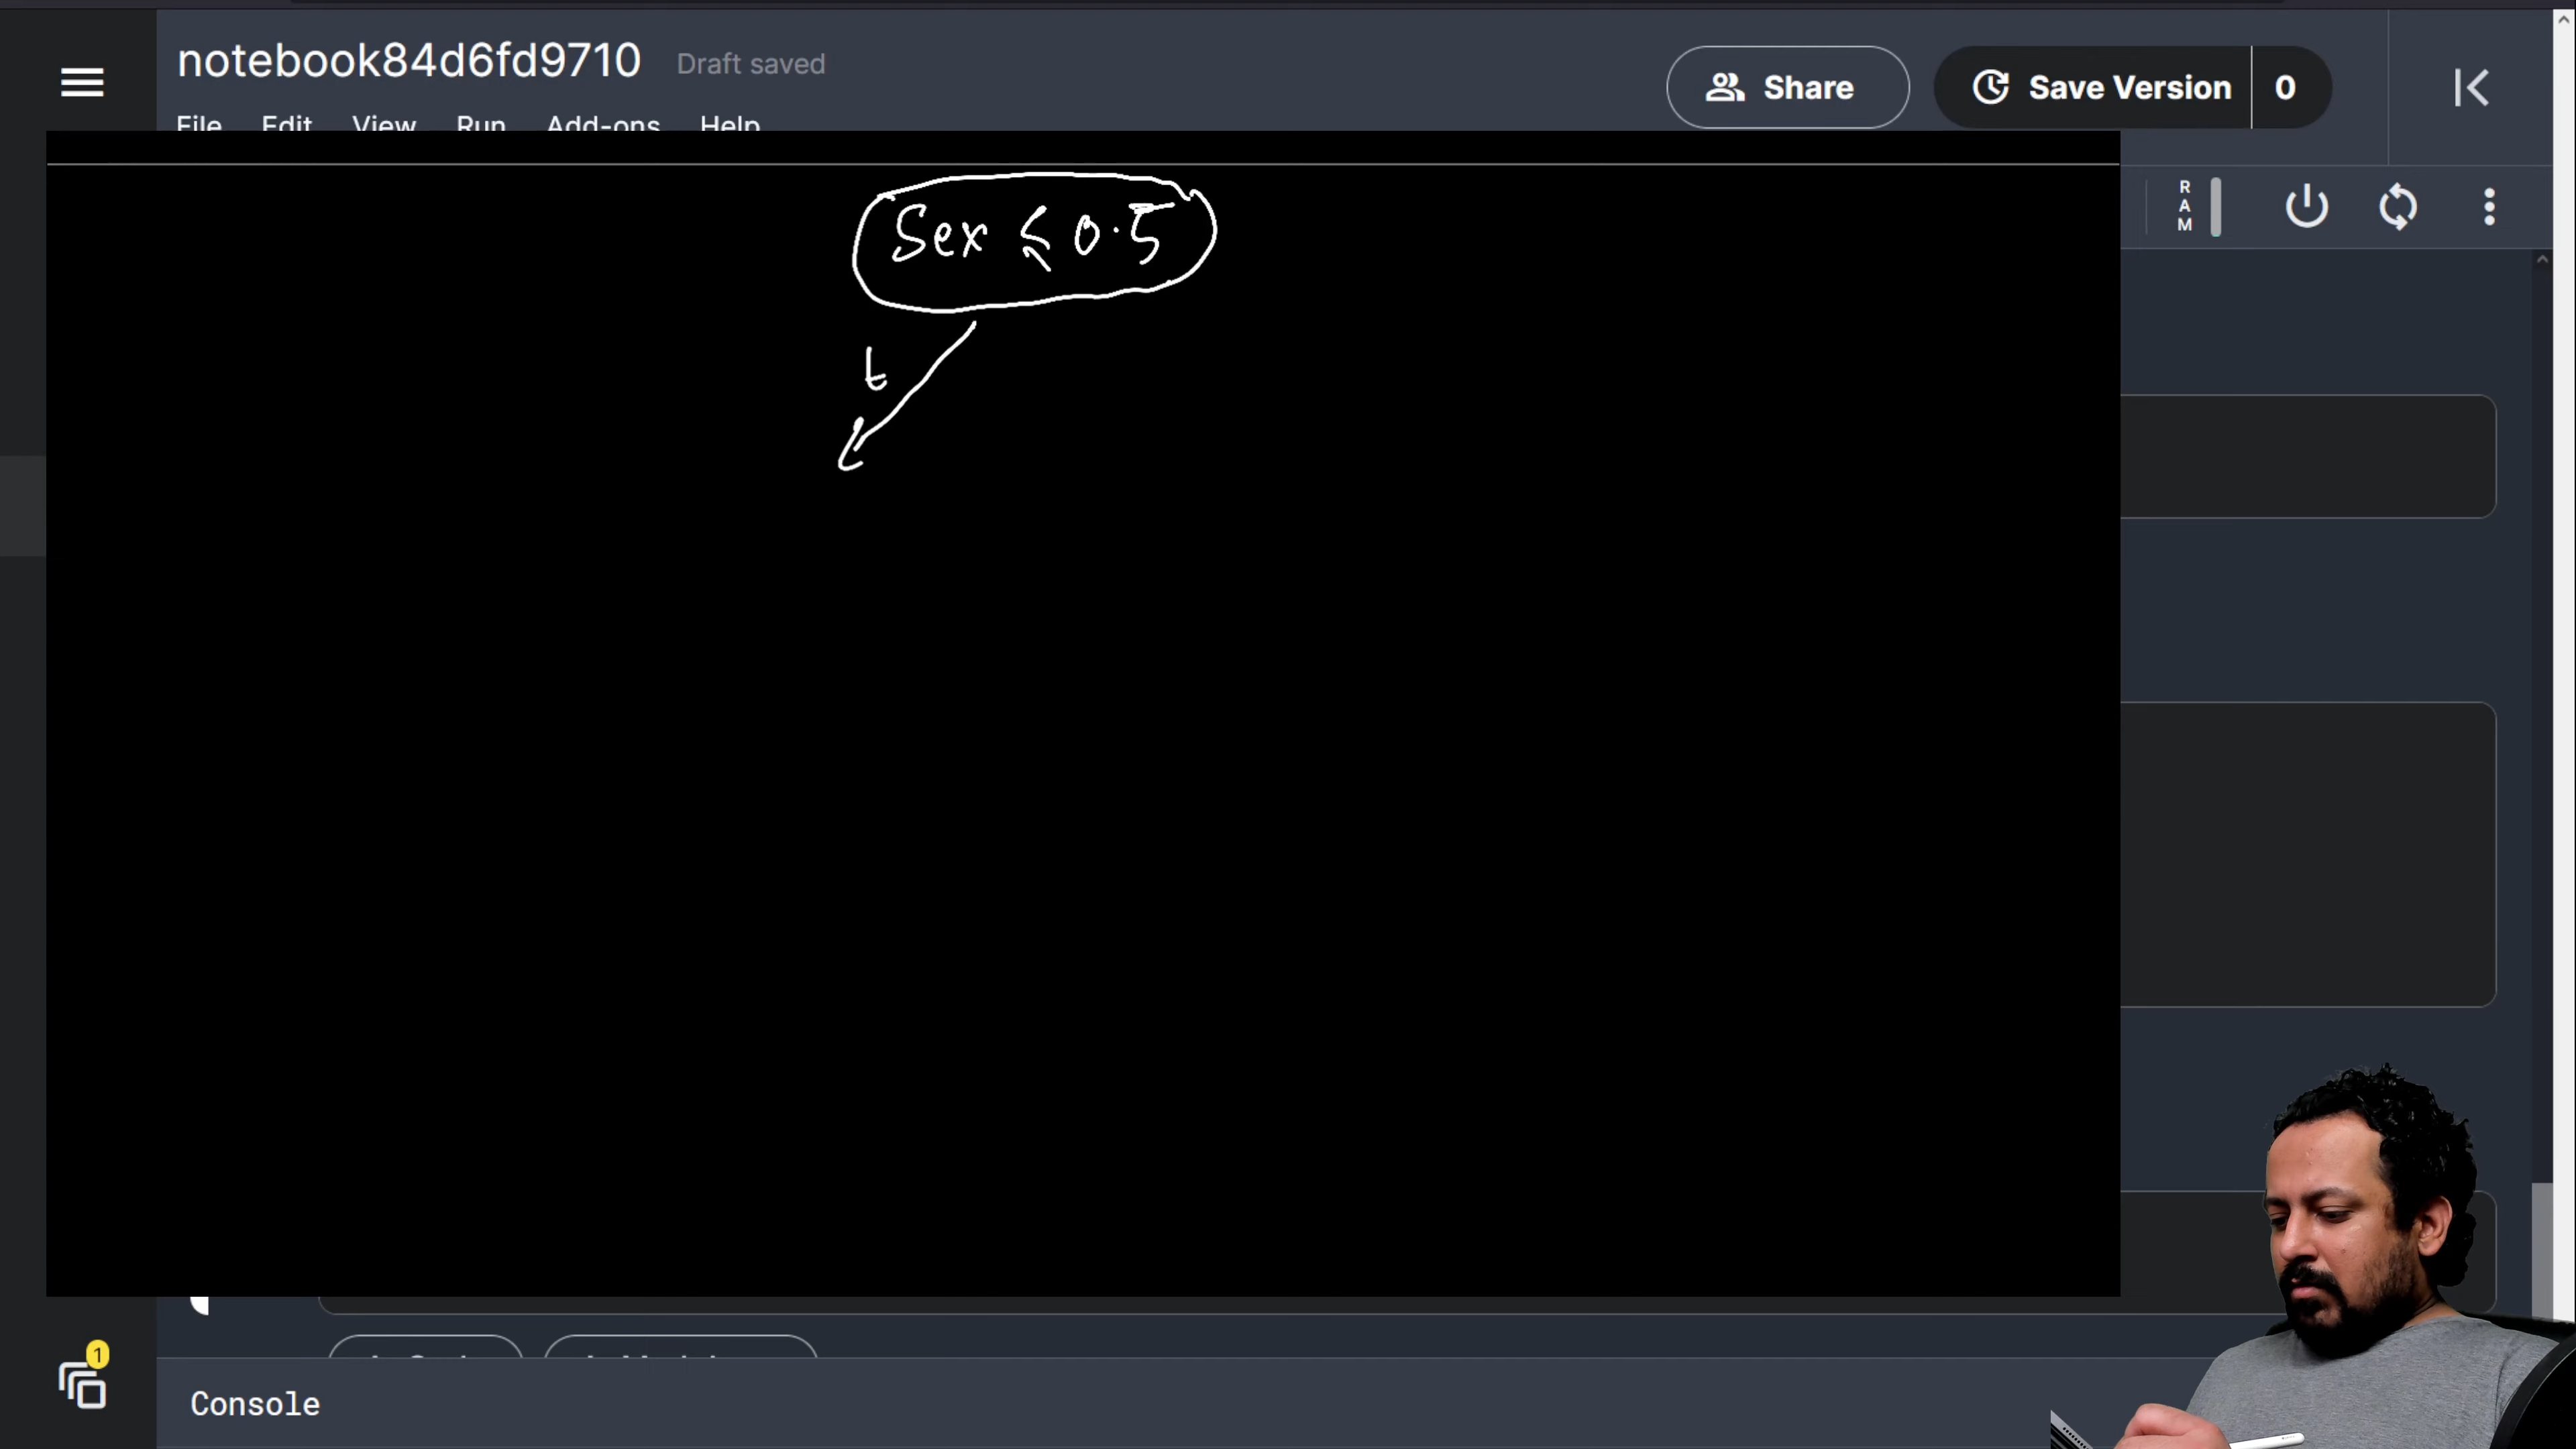 notebook84d6fd9710 Draft saved
Share
Save Version 0
File Edit View Run Add-ons Help
RAM
Sex ≤ 0.5
t
1
Console